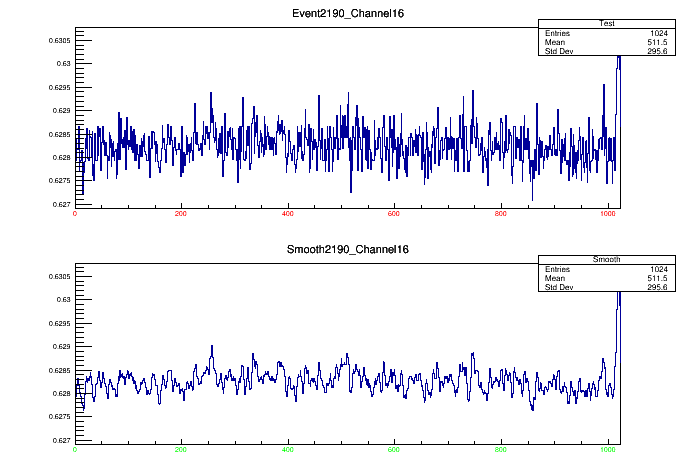 Event2190_Channel16
Test
Entries 1024
Mean 511.5
Std Dev 295.6
0.6305
0.63
0.6295
0.629
0.6285
0.628
0.6275
0.627
0 200 400 600 800 1000
Smooth2190_Channel16
Smooth
Entries 1024
Mean 511.5
Std Dev 295.6
0.6305
0.63
0.6295
0.629
0.6285
0.628
0.6275
0.627
0 200 400 600 800 1000